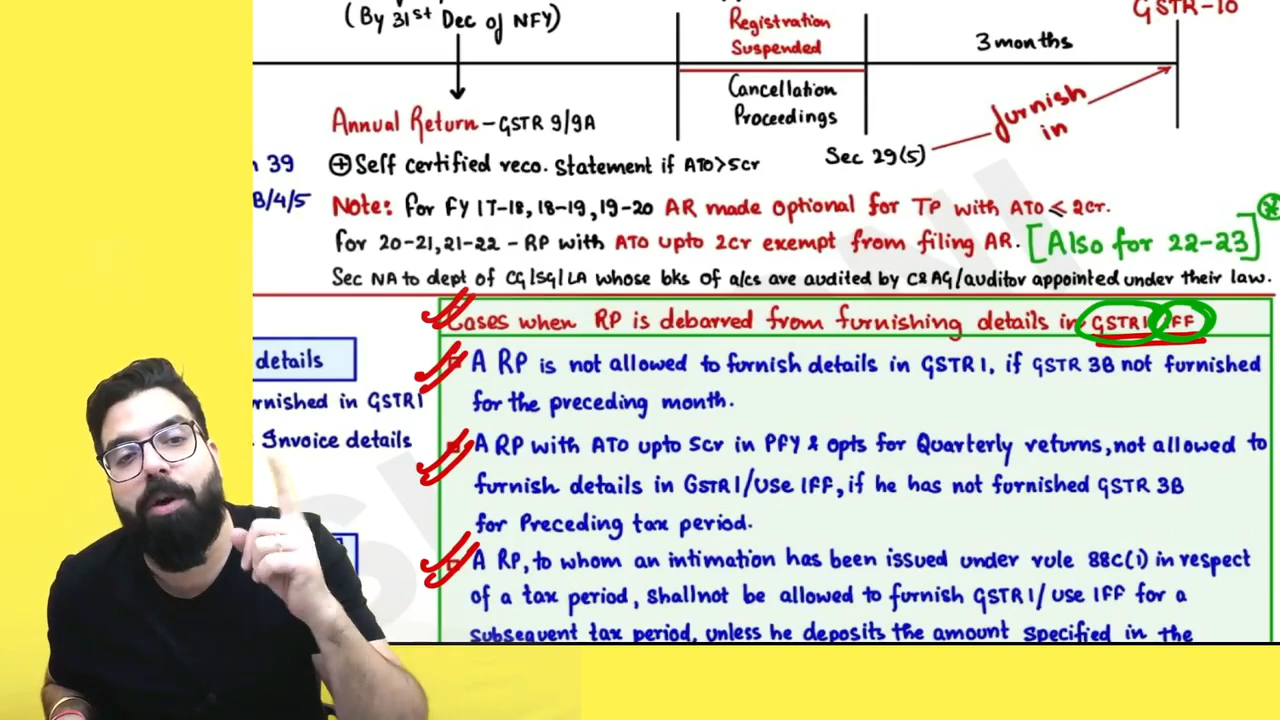 (By 31st Dec of NFY)
Registration
Suspended
GSTR-10
3 months
Cancellation
Proceedings
furnish
in
Annual Return - GSTR 9/9A
Sec 29(5)
39
⊕ Self certified reco. Statement if ATO>5cr
B/4/5
Note: For FY 17-18, 18-19, 19-20 AR made optional for TP with ATO ⩽ 2cr.
For 20-21, 21-22 - RP with ATO upto 2cr exempt from filing AR. [Also for 22-23]
Sec NA to dept of CG/SG/LA whose bks of a/cs are audited by C&AG/auditor appointed under their law.
Cases when RP is debarred from furnishing details in GSTR1 IFF
details
A RP is not allowed to furnish details in GSTR1, if GSTR 3B not furnished
rnished in GSTR1
for the preceding month.
Invoice details
A RP with ATO upto 5cr in PFY & opts for Quarterly returns, not allowed to
furnish details in GSTR1/use IFF, if he has not furnished GSTR 3B
for Preceding tax period.
A RP, to whom an intimation has been issued under rule 88C(1) in respect
of a tax period, shallnot be allowed to furnish GSTR1/ use IFF for a
subsequent tax period, unless he deposits the amount specified in the